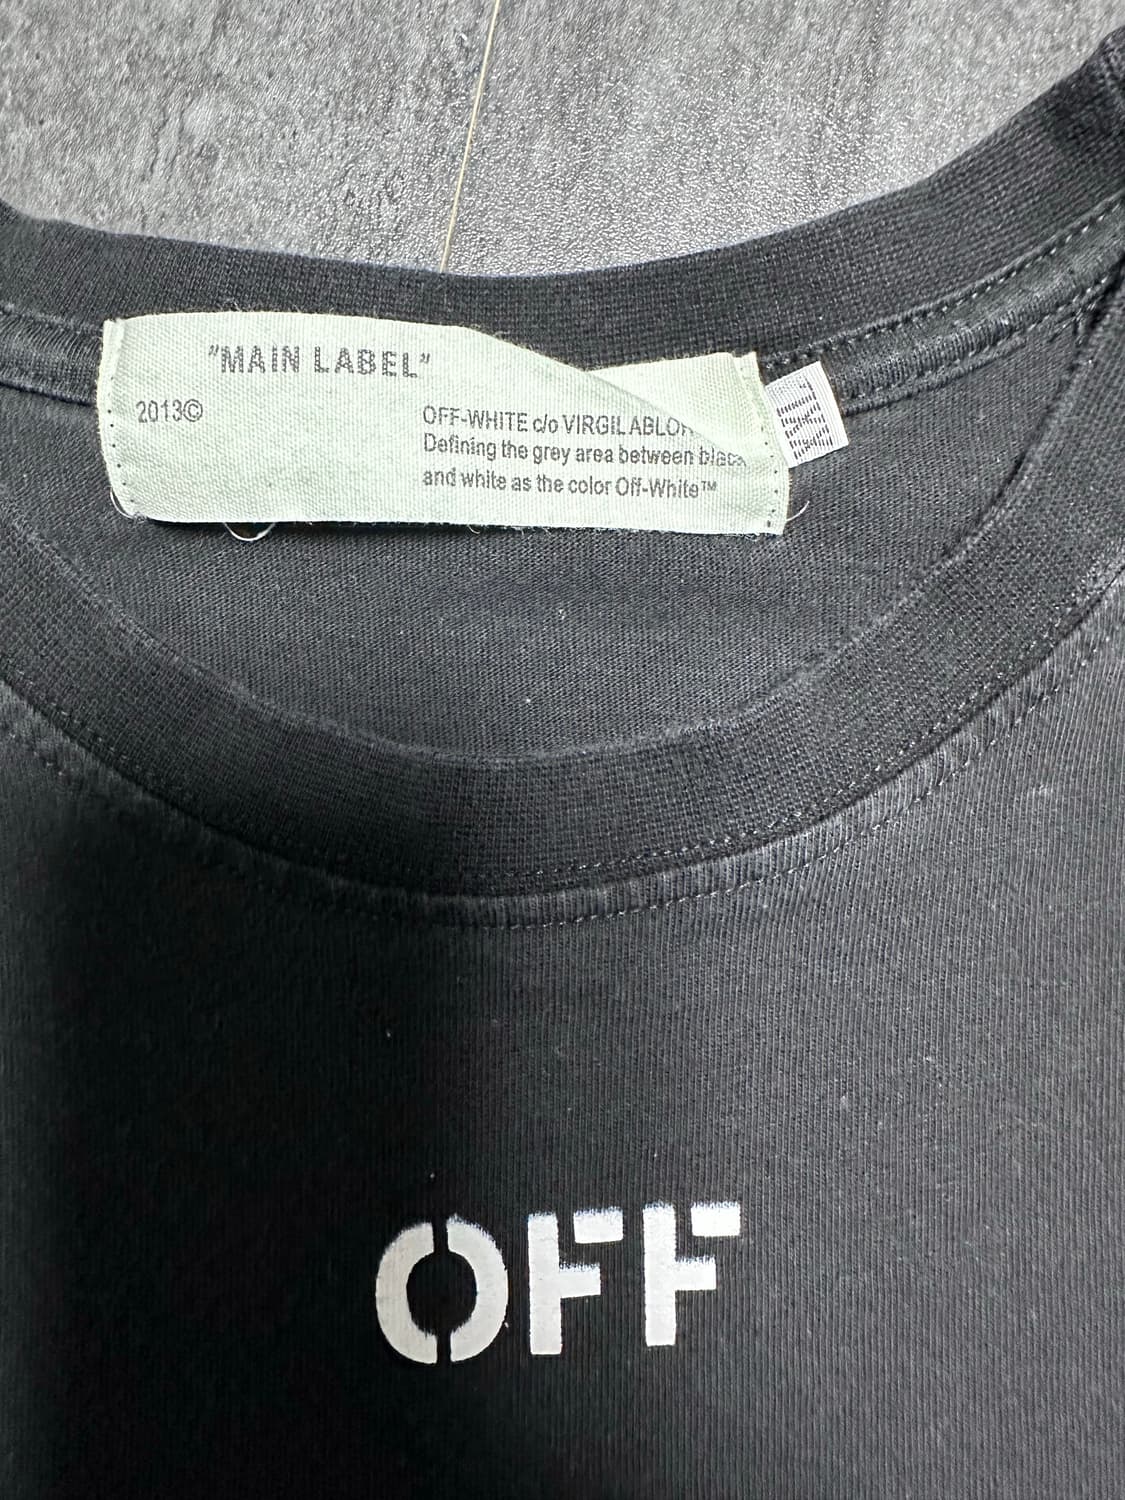 "MAIN LABEL"
2013©
OFF-WHITE c/o VIRGIL ABLOH
Defining the grey area between black
and white as the color Off-White™
OFF